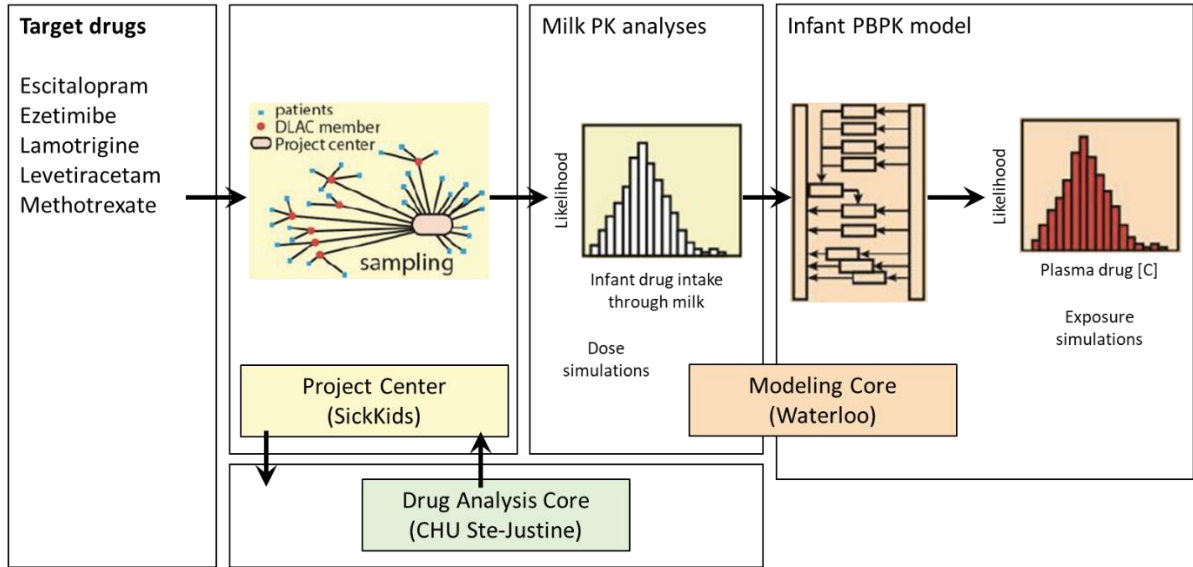 Target drugs
Escitalopram
Ezetimibe
Lamotrigine
Levetiracetam
Methotrexate
patients
DLAC member
Project center
sampling
Project Center
(SickKids)
Drug Analysis Core
(CHU Ste-Justine)
Milk PK analyses
Likelihood
Infant drug intake
through milk
Dose
simulations
Modeling Core
(Waterloo)
Infant PBPK model
Likelihood
Plasma drug [C]
Exposure
simulations